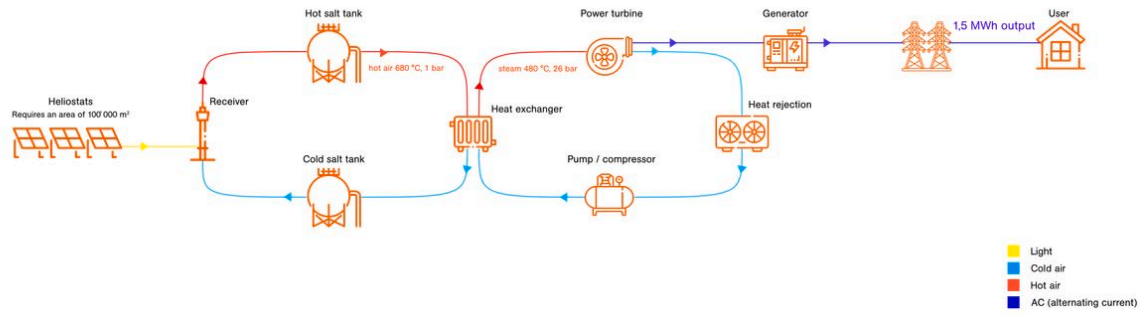 Hot salt tank
Power turbine
Generator
User
1,5 MWh output
hot air 680 °C, 1 bar
steam 480 °C, 26 bar
Heliostats
Requires an area of 100'000 m²
Receiver
Heat exchanger
Heat rejection
Cold salt tank
Pump / compressor
Light
Cold air
Hot air
AC (alternating current)